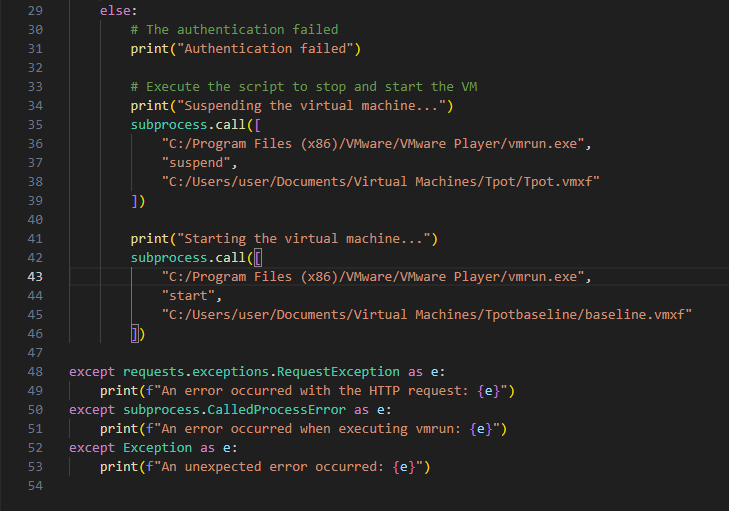 29 else:
30 # The authentication failed
31 print("Authentication failed")
32
33 # Execute the script to stop and start the VM
34 print("Suspending the virtual machine...")
35 subprocess.call([
36 "C:/Program Files (x86)/VMware/VMware Player/vmrun.exe",
37 "suspend",
38 "C:/Users/user/Documents/Virtual Machines/Tpot/Tpot.vmxf"
39 ])
40
41 print("Starting the virtual machine...")
42 subprocess.call([
43 "C:/Program Files (x86)/VMware/VMware Player/vmrun.exe",
44 "start",
45 "C:/Users/user/Documents/Virtual Machines/Tpotbaseline/baseline.vmxf"
46 ])
47
48 except requests.exceptions.RequestException as e:
49 print(f"An error occurred with the HTTP request: {e}")
50 except subprocess.CalledProcessError as e:
51 print(f"An error occurred when executing vmrun: {e}")
52 except Exception as e:
53 print(f"An unexpected error occurred: {e}")
54